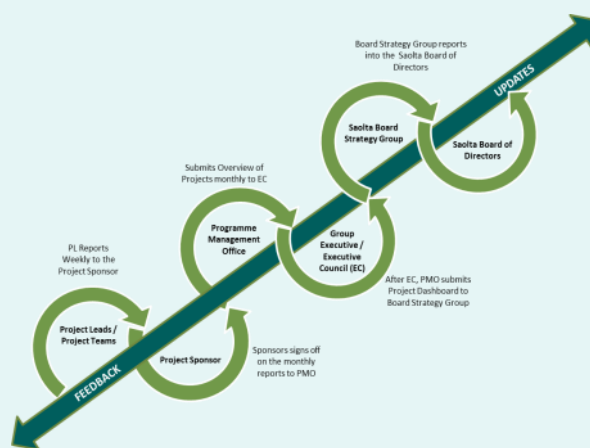 Board Strategy Group reports
into the Saolta Board of
Directors
UPDATES
Saolta Board
Strategy Group
Saolta Board of
Directors
Submits Overview of
Projects monthly to EC
Programme
Management
Office
Group
Executive /
Executive
Council (EC)
After EC, PMO submits
Project Dashboard to
Board Strategy Group
PL Reports
Weekly to the
Project Sponsor
Project Leads /
Project Teams
Project Sponsor
Sponsors signs off
on the monthly
reports to PMO
FEEDBACK